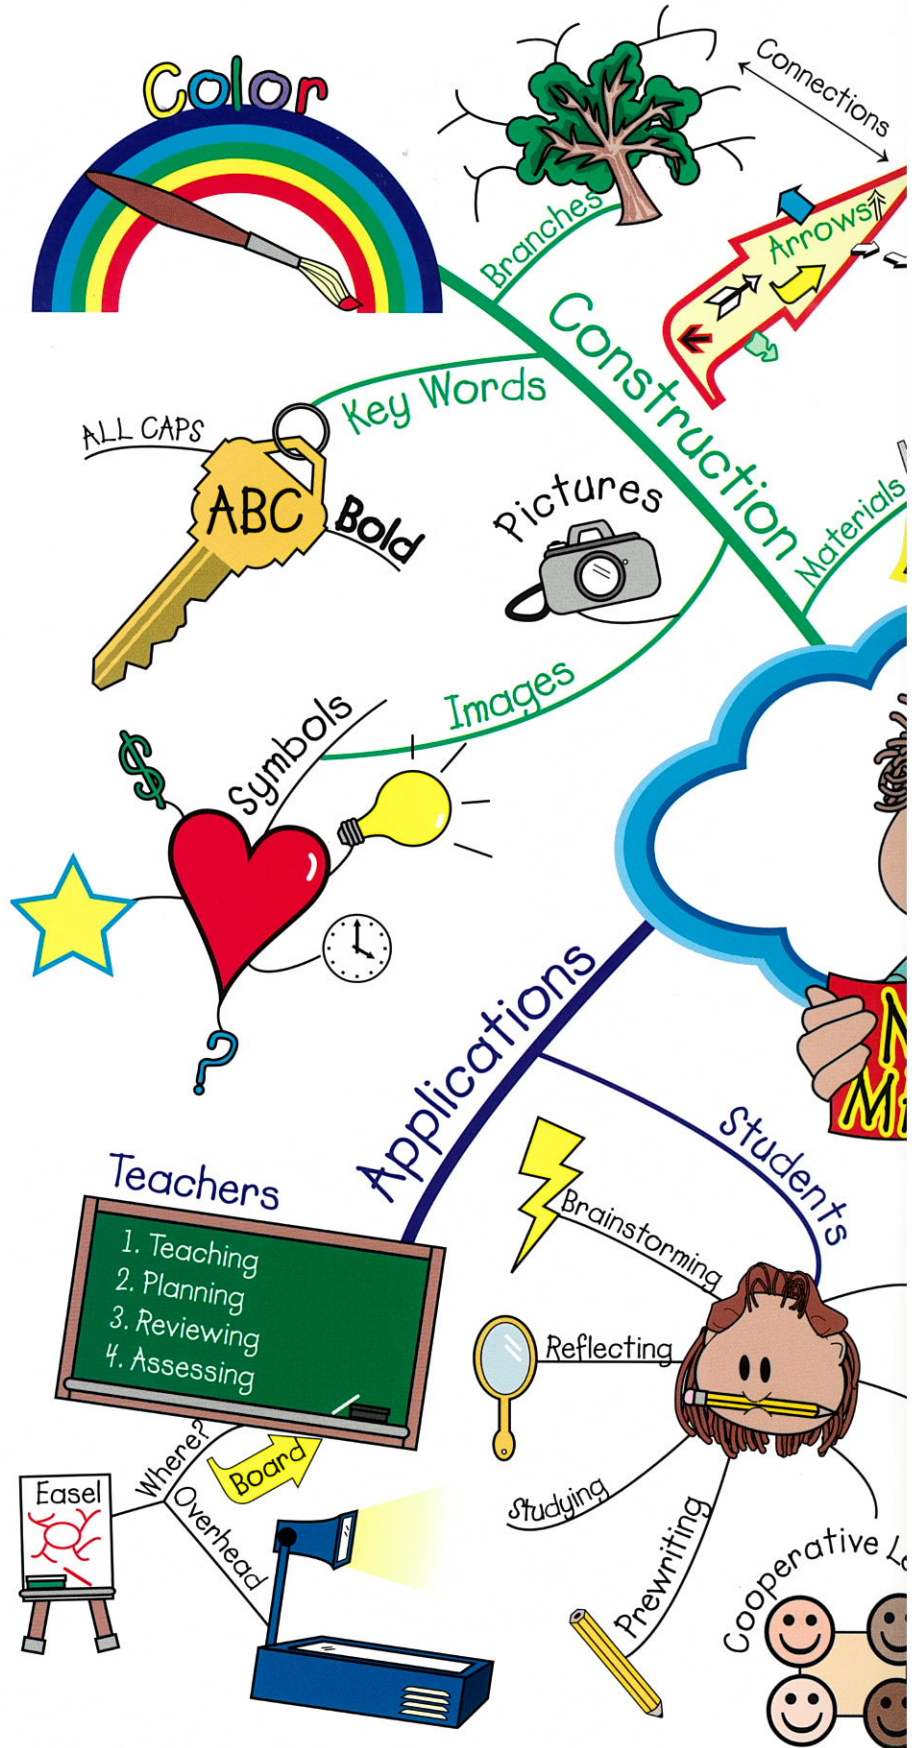 Color
Connections
Branches
Arrows
Construction
Key Words
ALL CAPS
ABC
Bold
Pictures
Materials
Images
Symbols
$
?
Applications
Students
Teachers
1. Teaching
2. Planning
3. Reviewing
4. Assessing
Brainstorming
Reflecting
Studying
Prewriting
Where?
Board
Easel
Overhead
Cooperative